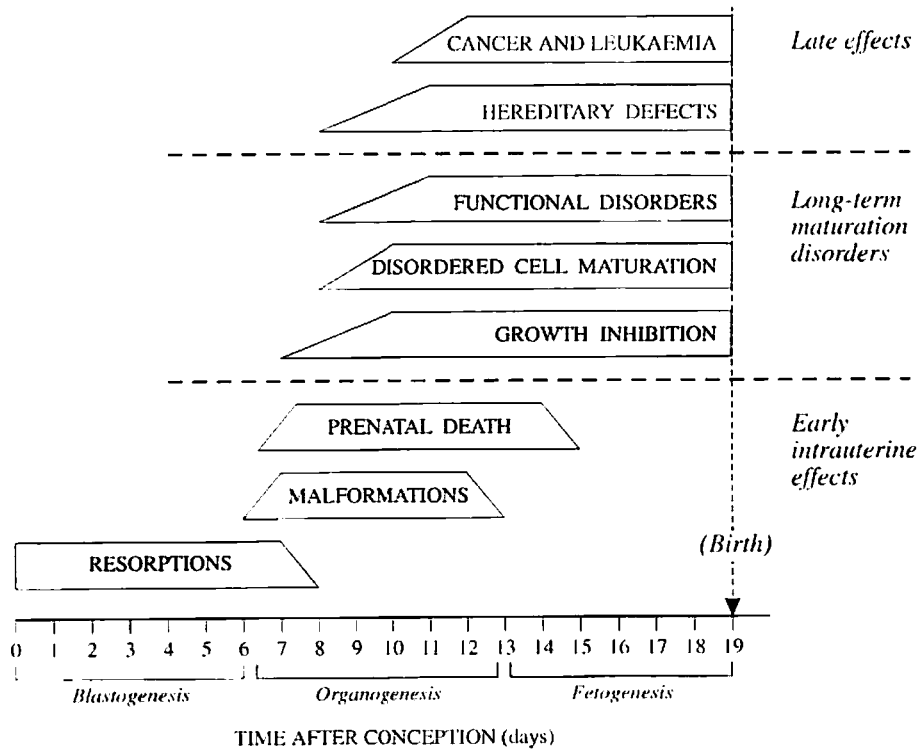 CANCER AND LEUKAEMIA
Late effects
HEREDITARY DEFECTS
FUNCTIONAL DISORDERS
Long-term
maturation
disorders
DISORDERED CELL MATURATION
GROWTH INHIBITION
PRENATAL DEATH
Early
intrauterine
effects
MALFORMATIONS
(Birth)
RESORPTIONS
0 1 2 3 4 5 6 7 8 9 10 11 12 13 14 15 16 17 18 19
Blastogenesis Organogenesis Fetogenesis
TIME AFTER CONCEPTION (days)